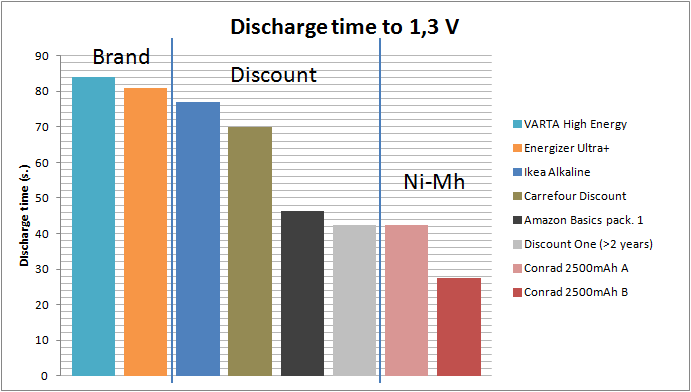 Discharge time to 1,3 V
Brand
Discount
Ni-Mh
Discharge time (s.)
90
80
70
60
50
40
30
20
10
0
VARTA High Energy
Energizer Ultra+
Ikea Alkaline
Carrefour Discount
Amazon Basics pack. 1
Discount One (>2 years)
Conrad 2500mAh A
Conrad 2500mAh B